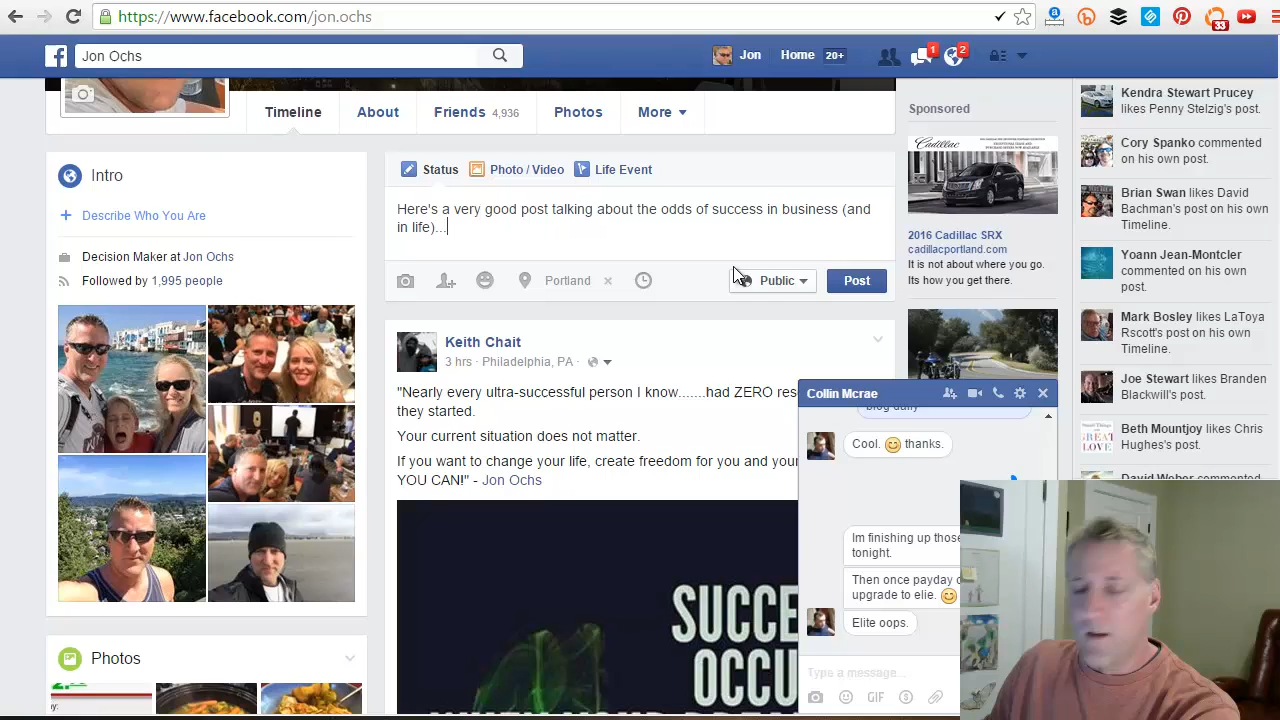 https://www.facebook.com/jon.ochs
33
Jon Ochs
Jon
Home 20+
1
2
Timeline
About
Friends 4,936
Photos
More
Intro
Describe Who You Are
Decision Maker at Jon Ochs
Followed by 1,995 people
Photos
Status
Photo / Video
Life Event
Here's a very good post talking about the odds of success in business (and
in life)...
Portland ×
Public
Post
Keith Chait
3 hrs · Philadelphia, PA ·
"Nearly every ultra-successful person I know.......had ZERO
they started.
Your current situation does not matter.
If you want to change your life, create freedom for you and your
YOU CAN!" - Jon Ochs
Sponsored
2016 Cadillac SRX
cadillacportland.com
It is not about where you go.
Its how you get there.
Collin Mcrae
blog daily
Cool. thanks.
Im finishing up those
tonight.
Then once payday
upgrade to elie.
Elite oops.
Type a message...
GIF
Kendra Stewart Prucey
likes Penny Stelzig's post.
Cory Spanko commented
on his own post.
Brian Swan likes David
Bachman's post on his own
Timeline.
Yoann Jean-Montcler
commented on his own
post.
Mark Bosley likes LaToya
Rscott's post on his own
Timeline.
Joe Stewart likes Branden
Blackwill's post.
Beth Mountjoy likes Chris
Hughes's post.
David Weber commented